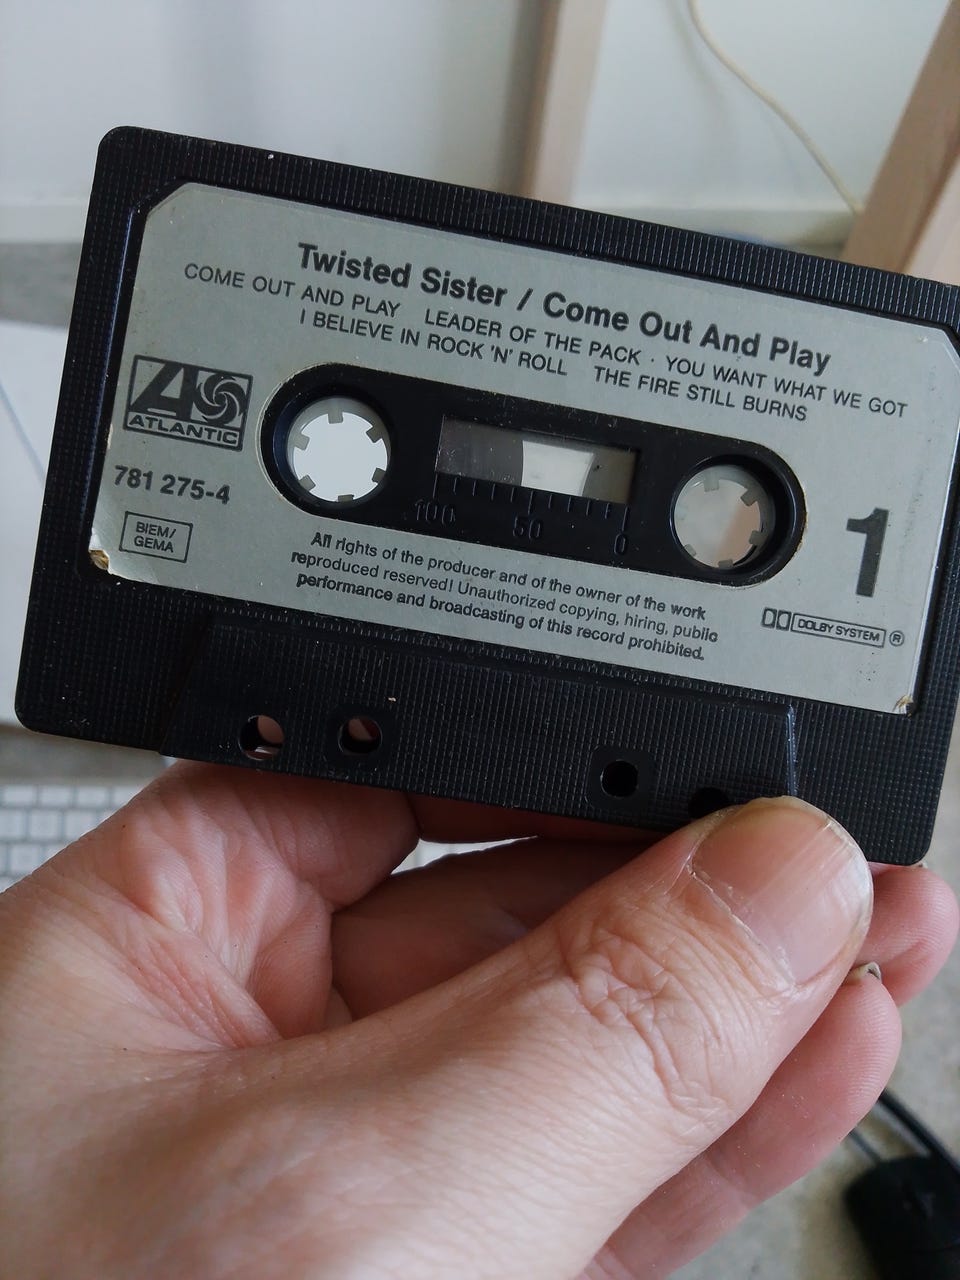 Twisted Sister / Come Out And Play
COME OUT AND PLAY LEADER OF THE PACK · YOU WANT WHAT WE GOT
I BELIEVE IN ROCK 'N' ROLL THE FIRE STILL BURNS
ATLANTIC
781 275-4
BIEM/
GEMA
100 50 0
1
All rights of the producer and of the owner of the work
reproduced reserved! Unauthorized copying, hiring, public
performance and broadcasting of this record prohibited.
DOLBY SYSTEM ®